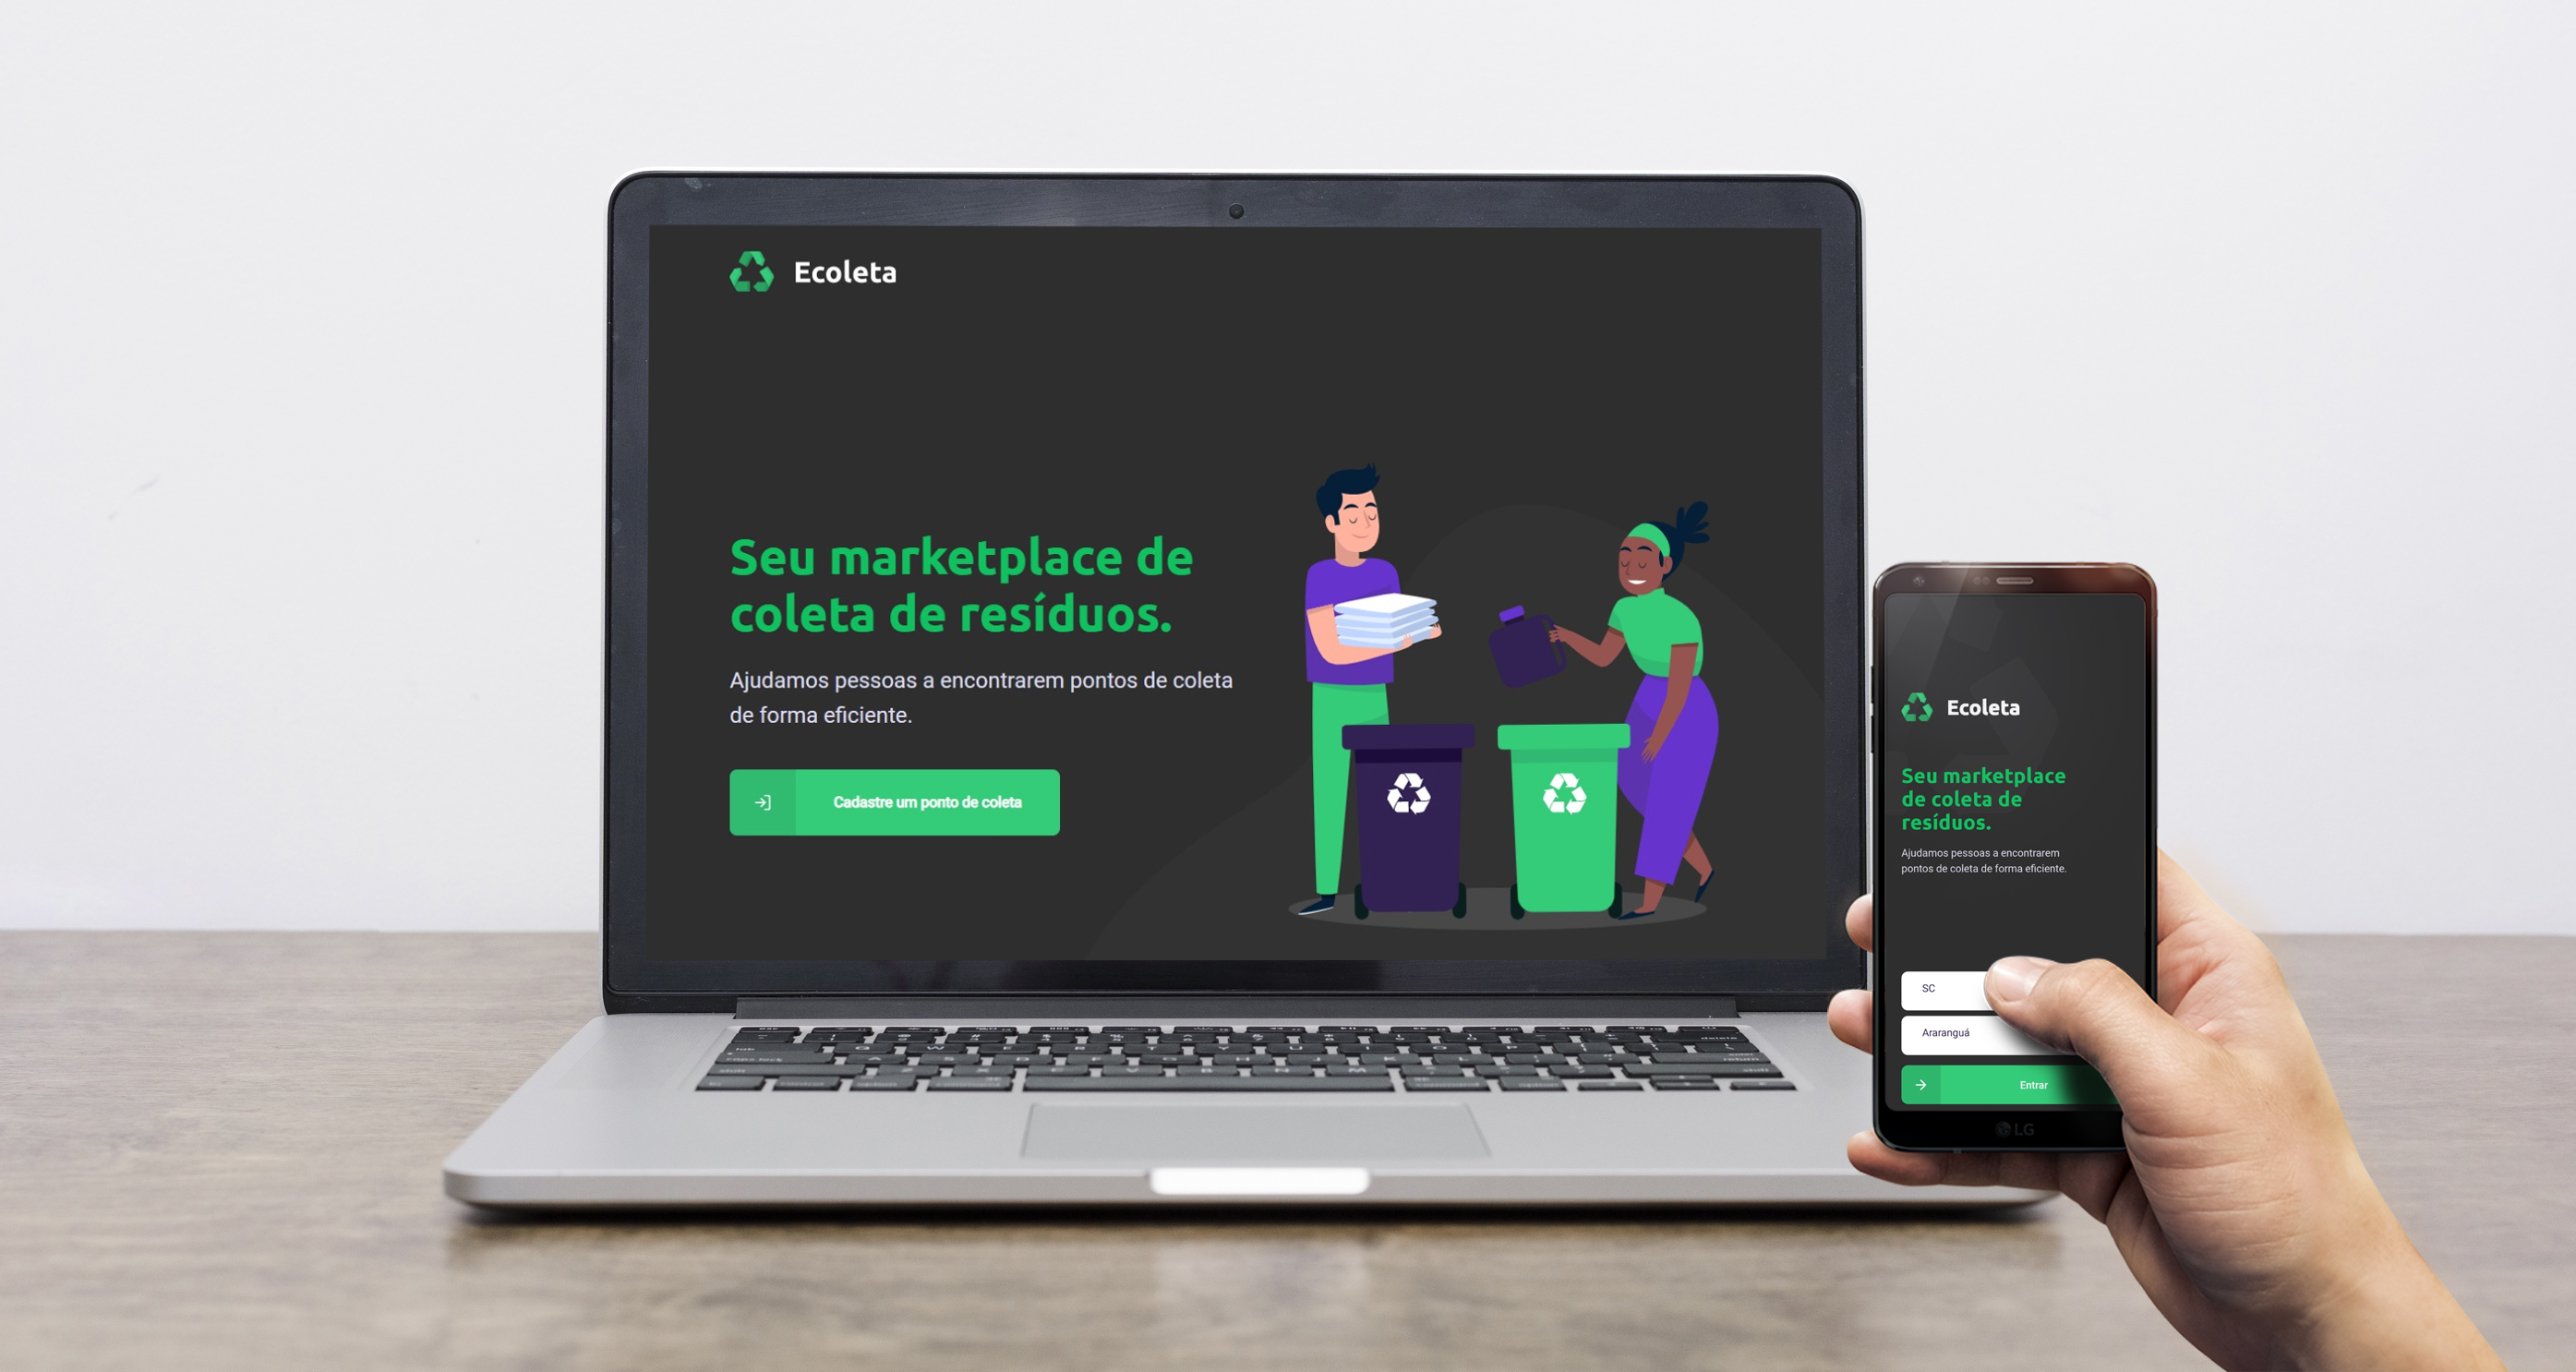 Ecoleta
Seu marketplace de
coleta de resíduos.
Ajudamos pessoas a encontrarem pontos de coleta
de forma eficiente.
Cadastre um ponto de coleta
Ecoleta
Seu marketplace
de coleta de
resíduos.
Ajudamos pessoas a encontrarem
pontos de coleta de forma eficiente.
SC
Araranguá
Entrar
LG